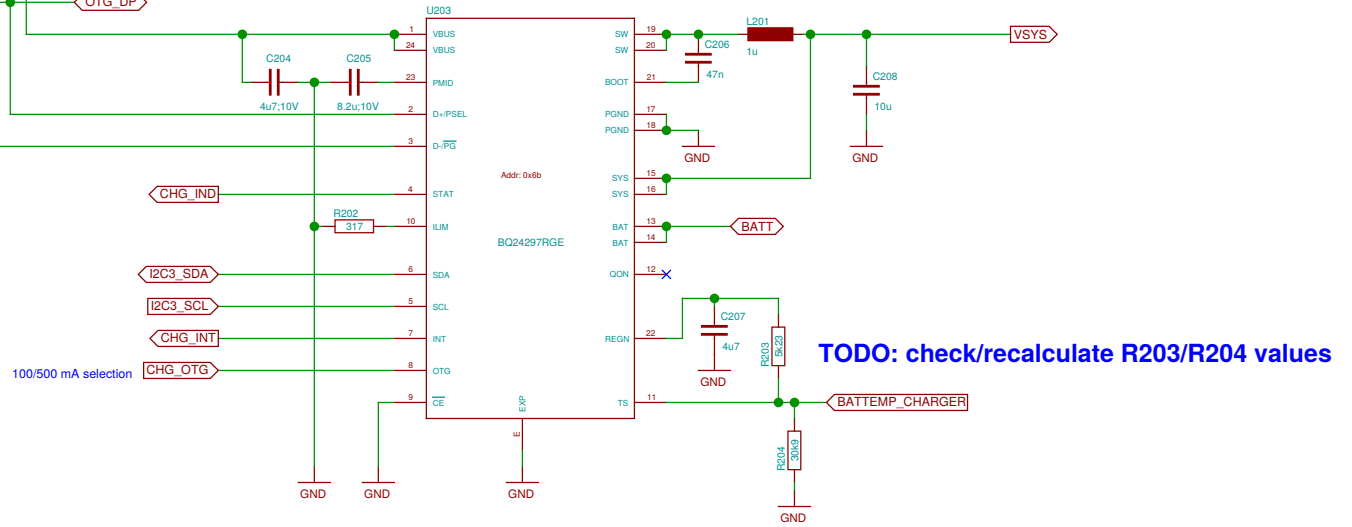 OTG_DP
U203
1
VBUS
24
VBUS
C204
4u7;10V
C205
8.2u;10V
23
PMID
2
D+/PSEL
3
D-/PG
CHG_IND
4
STAT
R202
317
10
ILIM
I2C3_SDA
6
SDA
I2C3_SCL
5
SCL
CHG_INT
7
INT
100/500 mA selection
CHG_OTG
8
OTG
9
CE
GND
GND
GND
E
EXP
Addr: 0x6b
BQ24297RGE
SW
19
SW
20
L201
1u
VSYS
C206
47n
BOOT
21
C208
10u
GND
PGND
17
PGND
18
GND
SYS
15
SYS
16
BAT
13
BAT
14
BATT
QON
12
REGN
22
C207
4u7
GND
R203
5k23
TODO: check/recalculate R203/R204 values
TS
11
BATTEMP_CHARGER
R204
30k9
GND